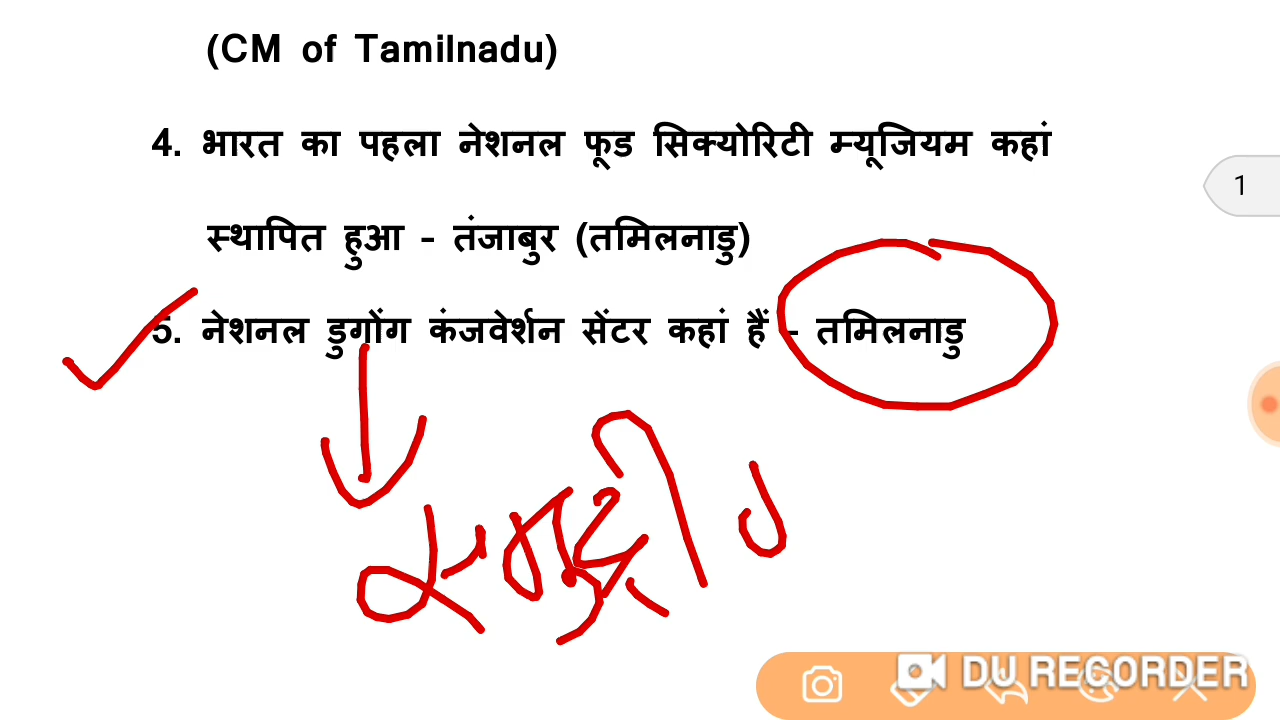 (CM of Tamilnadu)
4. भारत का पहला नेशनल फूड सिक्योरिटी म्यूजियम कहां
स्थापित हुआ - तंजाबुर (तमिलनाडु)
1
5. नेशनल डुगोंग कंजवेर्शन सेंटर कहां हैं - तमिलनाडु
समुद्री
DU RECORDER